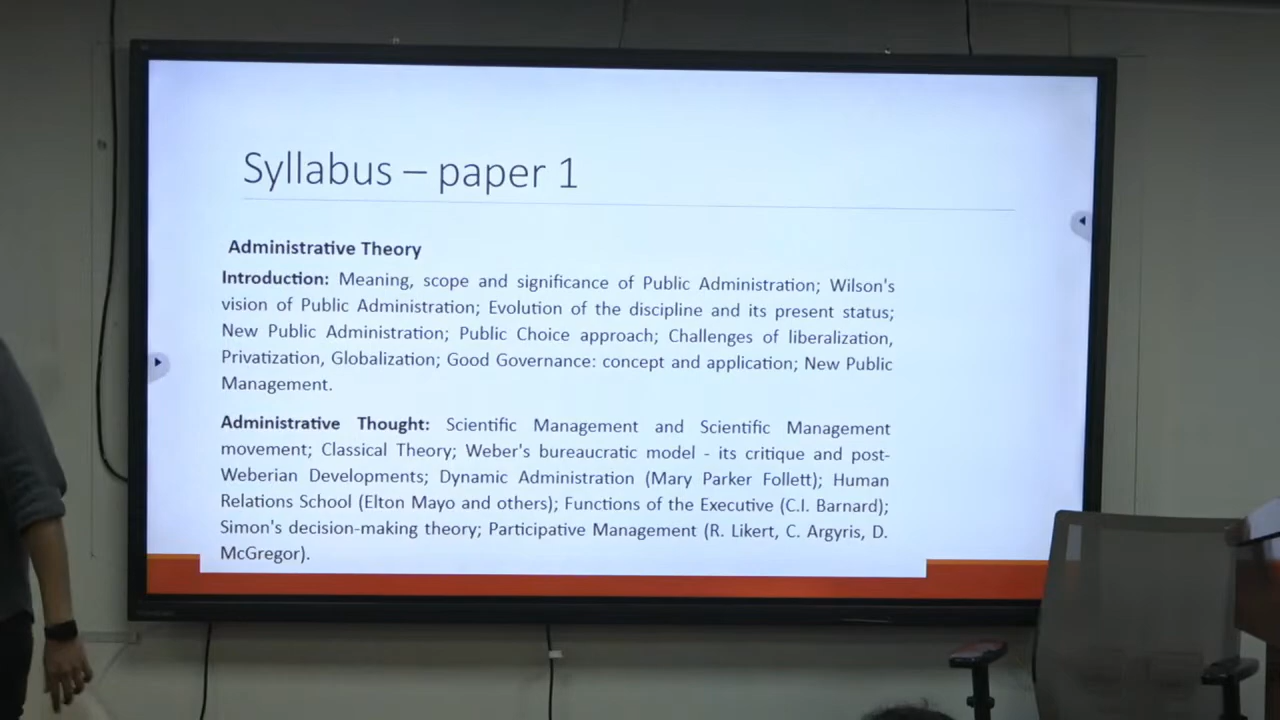 Syllabus – paper 1
Administrative Theory
Introduction: Meaning, scope and significance of Public Administration; Wilson's
vision of Public Administration; Evolution of the discipline and its present status;
New Public Administration; Public Choice approach; Challenges of liberalization,
Privatization, Globalization; Good Governance: concept and application; New Public
Management.
Administrative Thought: Scientific Management and Scientific Management
movement; Classical Theory; Weber's bureaucratic model - its critique and post-
Weberian Developments; Dynamic Administration (Mary Parker Follett); Human
Relations School (Elton Mayo and others); Functions of the Executive (C.I. Barnard);
Simon's decision-making theory; Participative Management (R. Likert, C. Argyris, D.
McGregor).